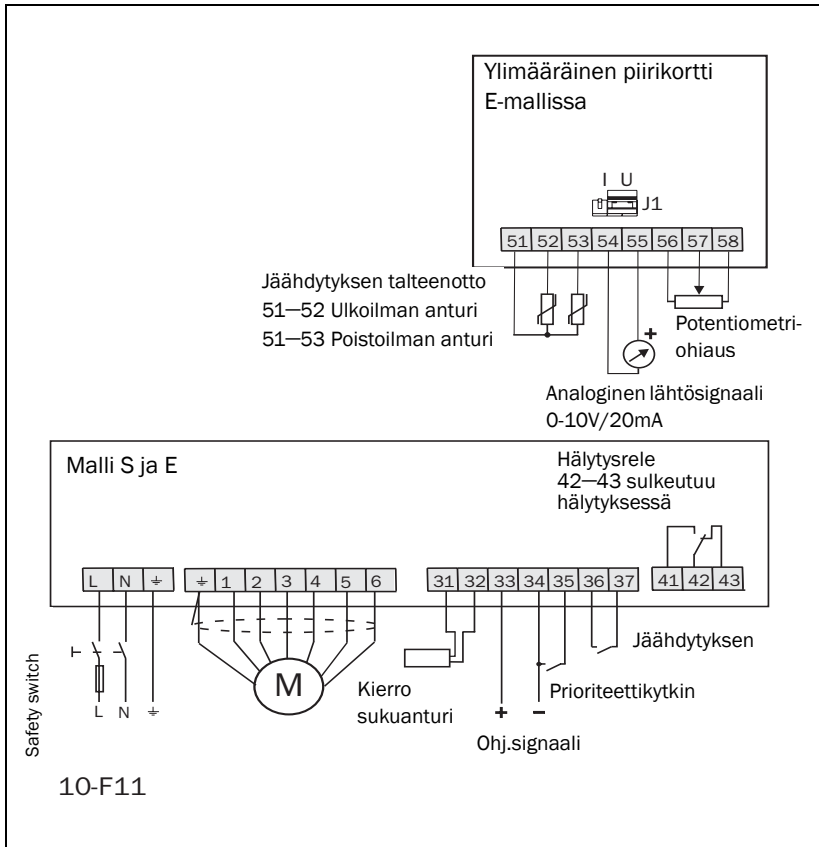 Ylimääräinen piirikortti
E-mallissa
I U
J1
51 52 53 54 55 56 57 58
Jäähdytyksen talteenotto
51—52 Ulkoilman anturi
51—53 Poistoilman anturi
+
Potentiometri-
ohiaus
Analoginen lähtösignaali
0-10V/20mA
Malli S ja E
Hälytysrele
42—43 sulkeutuu
hälytyksessä
L N
1 2 3 4 5 6
31 32 33 34 35 36 37
41 42 43
Safety switch
L N
M
Kierro
sukuanturi
+ −
Ohj.signaali
Jäähdytyksen
Prioriteettikytkin
10-F11